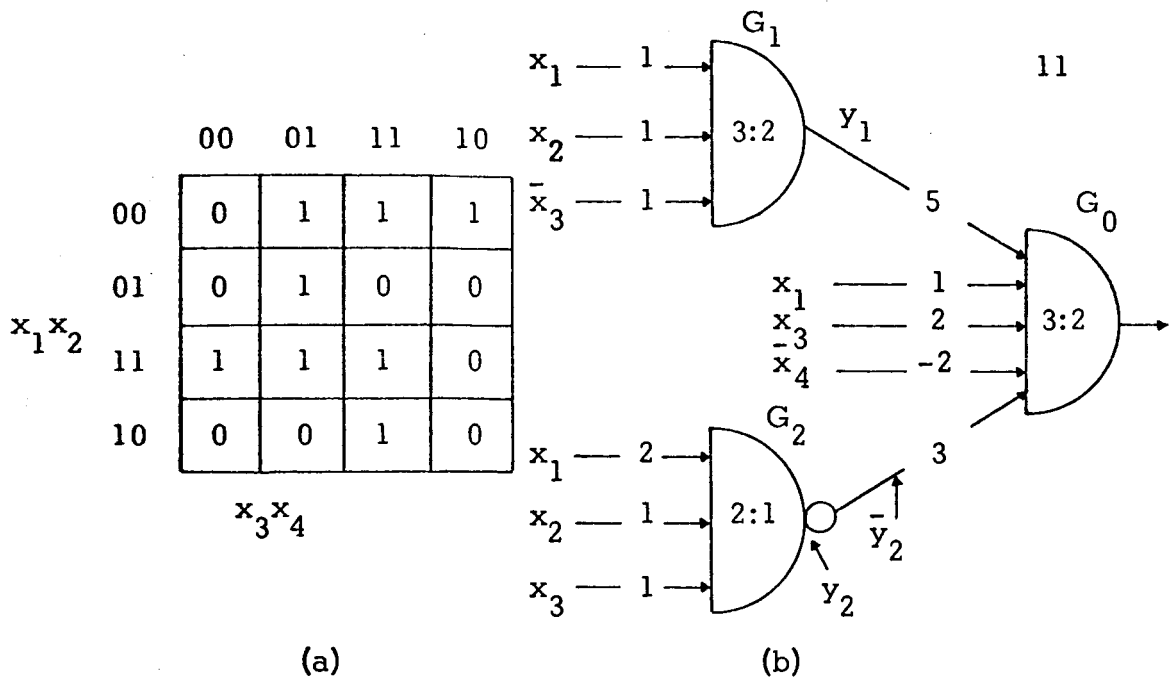 11
00 01 11 10
00 0 1 1 1
01 0 1 0 0
x₁x₂
11 1 1 1 0
10 0 0 1 0
x₃x₄
(a)
G₁
x₁ 1
x₂ 1 3:2
x̄₃ 1
y₁
5
G₀
x₁ 1
x₃ 2 3:2
x̄₄ -2
3
G₂
x₁ 2
x₂ 1 2:1
x₃ 1
ȳ₂
y₂
(b)